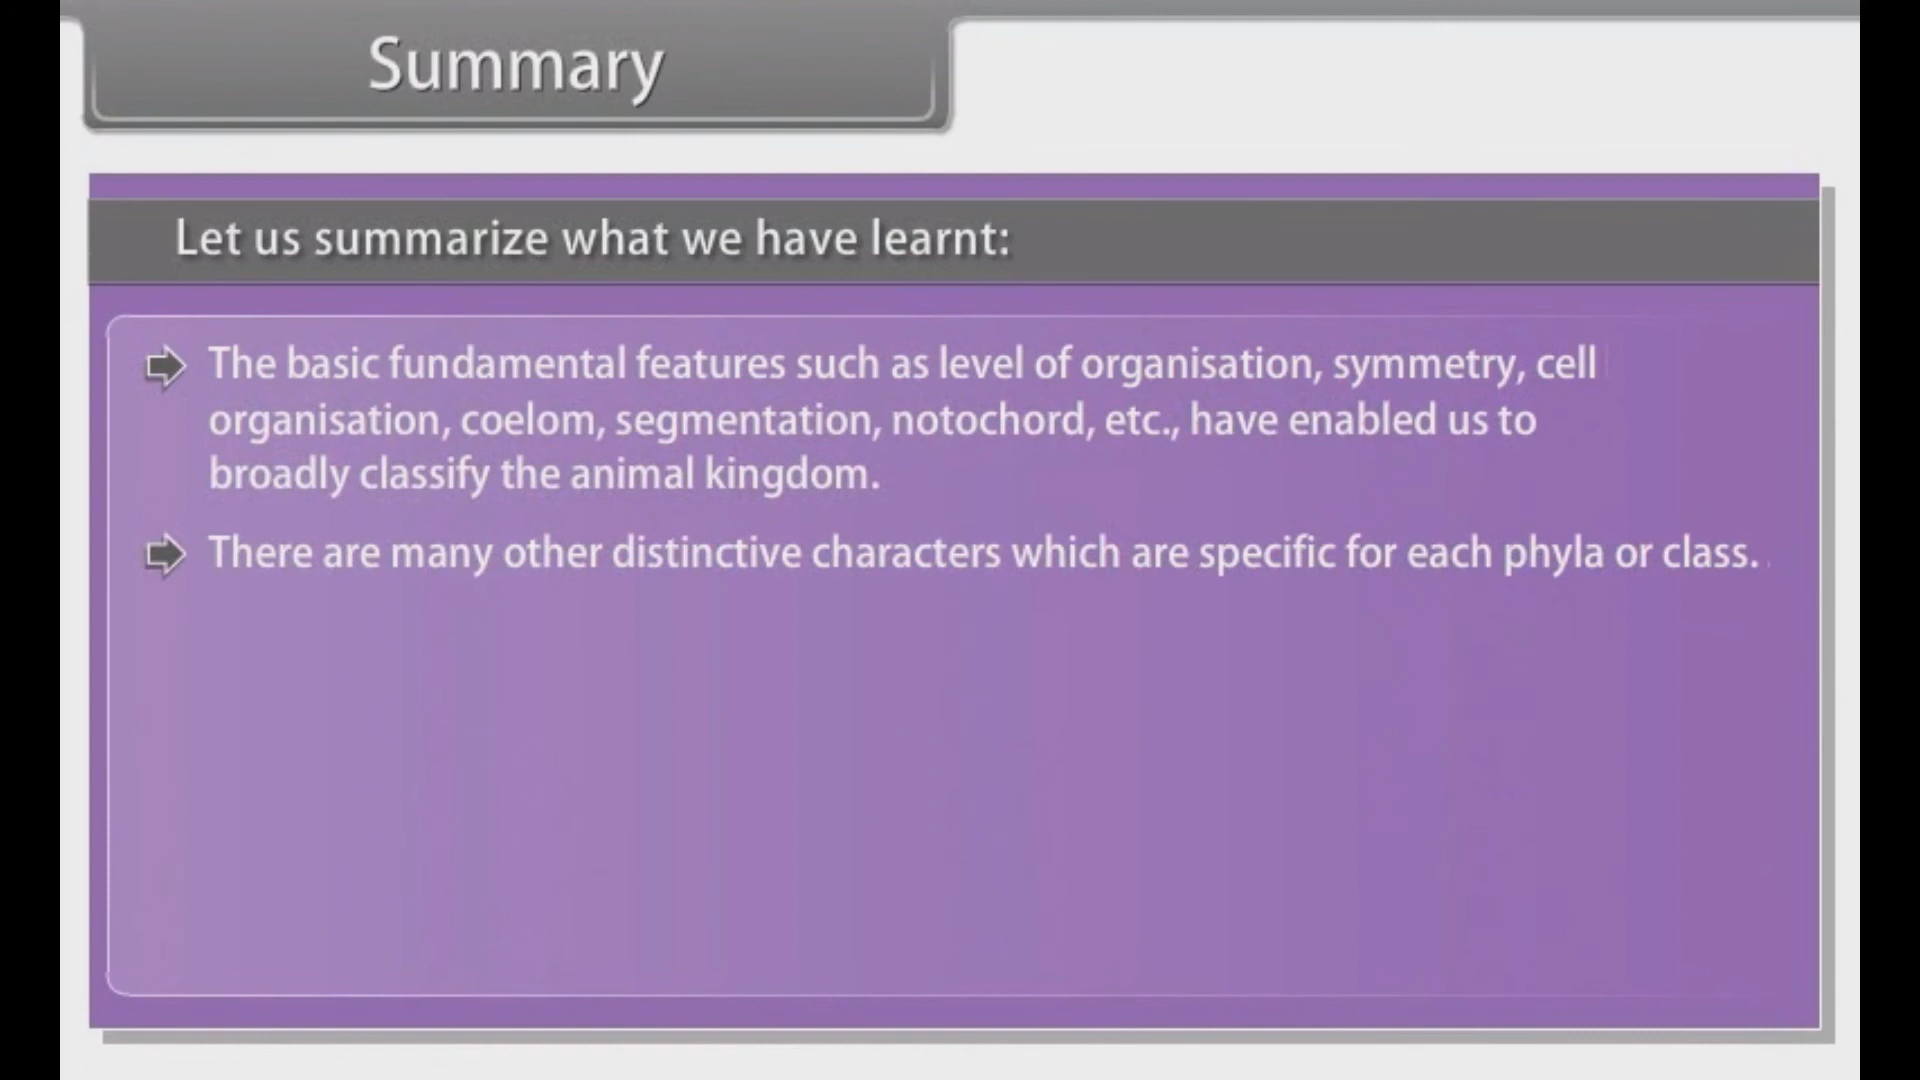 Summary
Let us summarize what we have learnt:
The basic fundamental features such as level of organisation, symmetry, cell
organisation, coelom, segmentation, notochord, etc., have enabled us to
broadly classify the animal kingdom.
There are many other distinctive characters which are specific for each phyla or class.